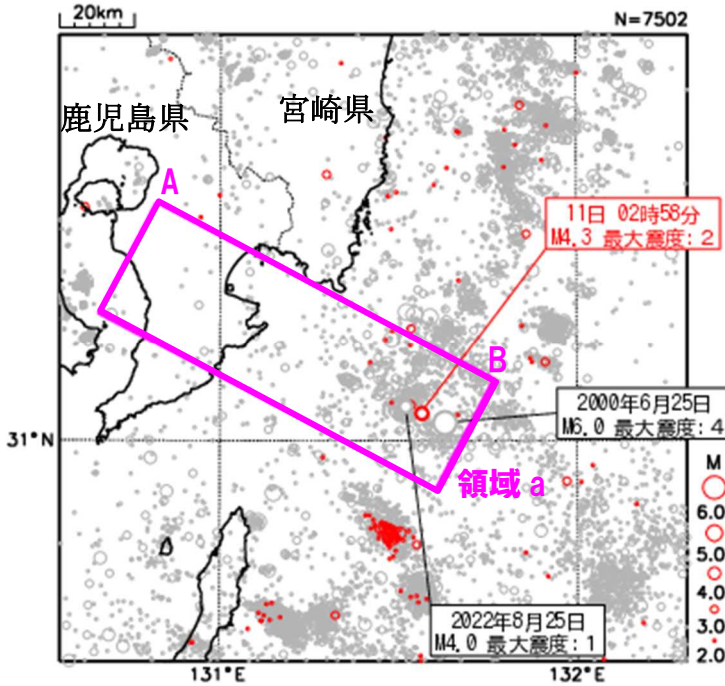 20km
N=7502
鹿児島県
宮崎県
A
11日 02時58分
M4.3 最大震度:2
B
2000年6月25日
M6.0 最大震度:4
31°N
領域a
M
6.0
5.0
4.0
3.0
2.0
2022年8月25日
M4.0 最大震度:1
131°E
132°E